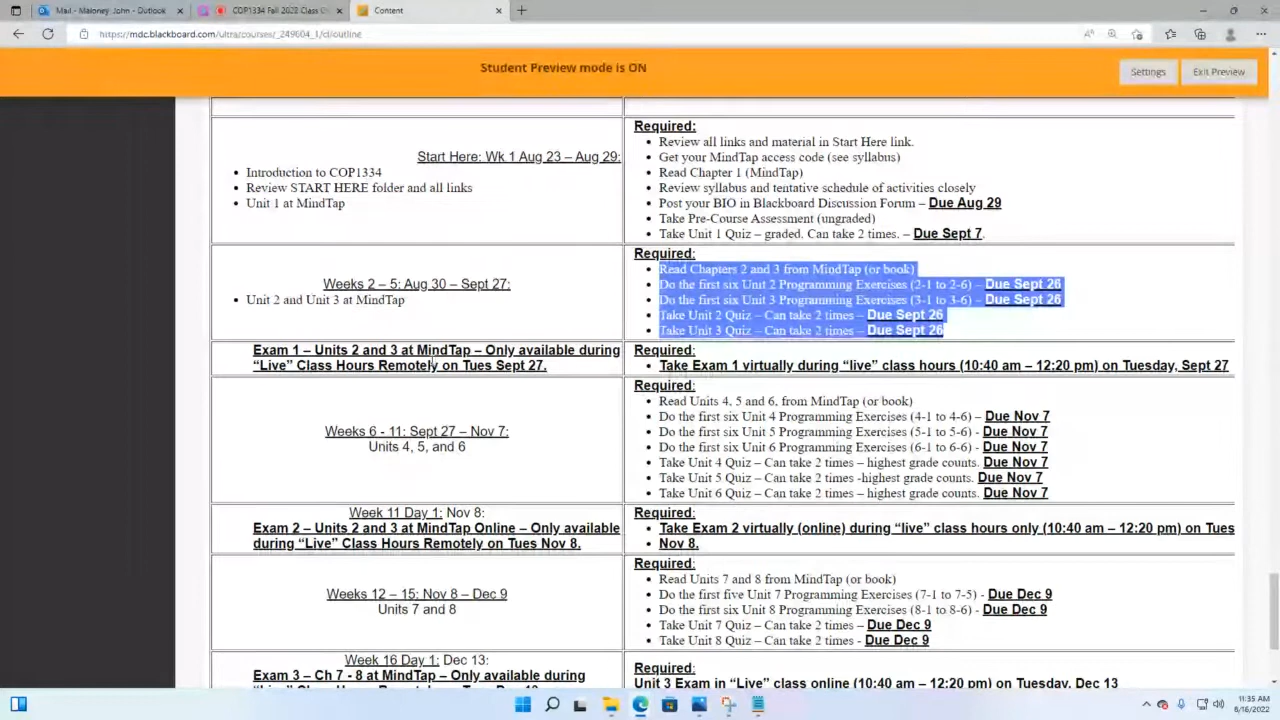 Mail - Maloney, John - Outlook
COP1334 Fall 2022 Class
Content
https://mdc.blackboard.com/ultra/courses/_249604_1/cl/outline
Student Preview mode is ON
Settings
Exit Preview
Start Here: Wk 1 Aug 23 – Aug 29:
• Introduction to COP1334
• Review START HERE folder and all links
• Unit 1 at MindTap
Required:
• Review all links and material in Start Here link.
• Get your MindTap access code (see syllabus)
• Read Chapter 1 (MindTap)
• Review syllabus and tentative schedule of activities closely
• Post your BIO in Blackboard Discussion Forum – Due Aug 29
• Take Pre-Course Assessment (ungraded)
• Take Unit 1 Quiz – graded. Can take 2 times. – Due Sept 7.
Weeks 2 – 5: Aug 30 – Sept 27:
• Unit 2 and Unit 3 at MindTap
Required:
• Read Chapters 2 and 3 from MindTap (or book)
• Do the first six Unit 2 Programming Exercises (2-1 to 2-6) – Due Sept 26
• Do the first six Unit 3 Programming Exercises (3-1 to 3-6) – Due Sept 26
• Take Unit 2 Quiz – Can take 2 times – Due Sept 26
• Take Unit 3 Quiz – Can take 2 times – Due Sept 26
Exam 1 – Units 2 and 3 at MindTap – Only available during
“Live” Class Hours Remotely on Tues Sept 27.
Required:
• Take Exam 1 virtually during “live” class hours (10:40 am – 12:20 pm) on Tuesday, Sept 27
Weeks 6 - 11: Sept 27 – Nov 7:
Units 4, 5, and 6
Required:
• Read Units 4, 5 and 6, from MindTap (or book)
• Do the first six Unit 4 Programming Exercises (4-1 to 4-6) – Due Nov 7
• Do the first six Unit 5 Programming Exercises (5-1 to 5-6) - Due Nov 7
• Do the first six Unit 6 Programming Exercises (6-1 to 6-6) - Due Nov 7
• Take Unit 4 Quiz – Can take 2 times – highest grade counts. Due Nov 7
• Take Unit 5 Quiz – Can take 2 times -highest grade counts. Due Nov 7
• Take Unit 6 Quiz – Can take 2 times – highest grade counts. Due Nov 7
Week 11 Day 1: Nov 8:
Exam 2 – Units 2 and 3 at MindTap Online – Only available
during “Live” Class Hours Remotely on Tues Nov 8.
Required:
• Take Exam 2 virtually (online) during “live” class hours only (10:40 am – 12:20 pm) on Tues
• Nov 8.
Weeks 12 – 15: Nov 8 – Dec 9
Units 7 and 8
Required:
• Read Units 7 and 8 from MindTap (or book)
• Do the first five Unit 7 Programming Exercises (7-1 to 7-5) - Due Dec 9
• Do the first six Unit 8 Programming Exercises (8-1 to 8-6) - Due Dec 9
• Take Unit 7 Quiz – Can take 2 times – Due Dec 9
• Take Unit 8 Quiz – Can take 2 times - Due Dec 9
Week 16 Day 1: Dec 13:
Exam 3 – Ch 7 - 8 at MindTap – Only available during
Required:
Unit 3 Exam in “Live” class online (10:40 am – 12:20 pm) on Tuesday, Dec 13
11:35 AM
8/16/2022